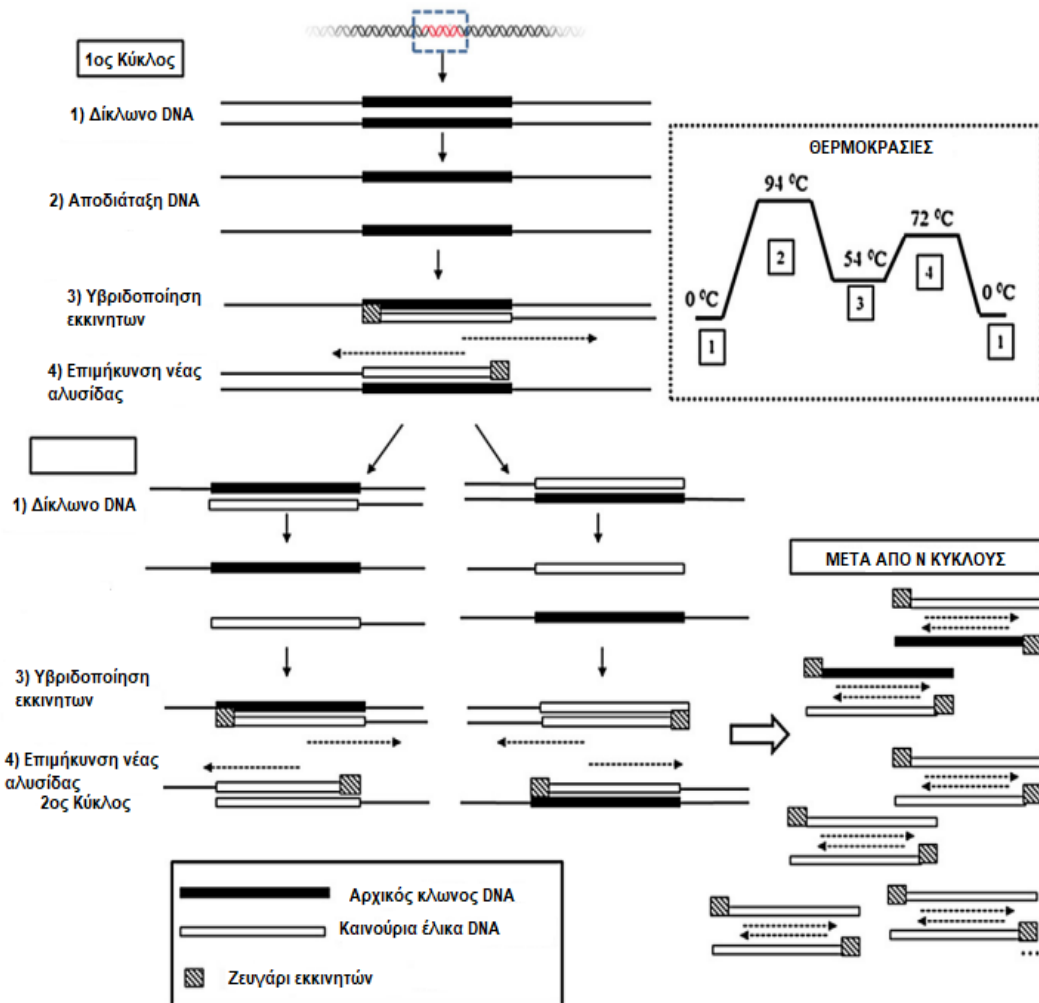 1ος Κύκλος
1) Δίκλωνο DNA
2) Αποδιάταξη DNA
3) Υβριδοποίηση
εκκινητων
4) Επιμήκυνση νέας
αλυσίδας
ΘΕΡΜΟΚΡΑΣΙΕΣ
94 ⁰C
72 ⁰C
54 ⁰C
0 ⁰C
0 ⁰C
2
4
3
1
1
1) Δίκλωνο DNA
3) Υβριδοποίηση
εκκινητων
4) Επιμήκυνση νέας
αλυσίδας
2ος Κύκλος
ΜΕΤΑ ΑΠΟ Ν ΚΥΚΛΟΥΣ
Αρχικός κλωνος DNA
Καινούρια έλικα DNA
Ζευγάρι εκκινητών